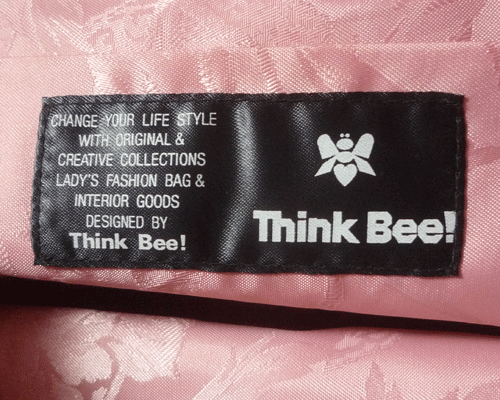 CHANGE YOUR LIFE STYLE
WITH ORIGINAL &
CREATIVE COLLECTIONS
LADY'S FASHION BAG &
INTERIOR GOODS
DESIGNED BY
Think Bee!
Think Bee!